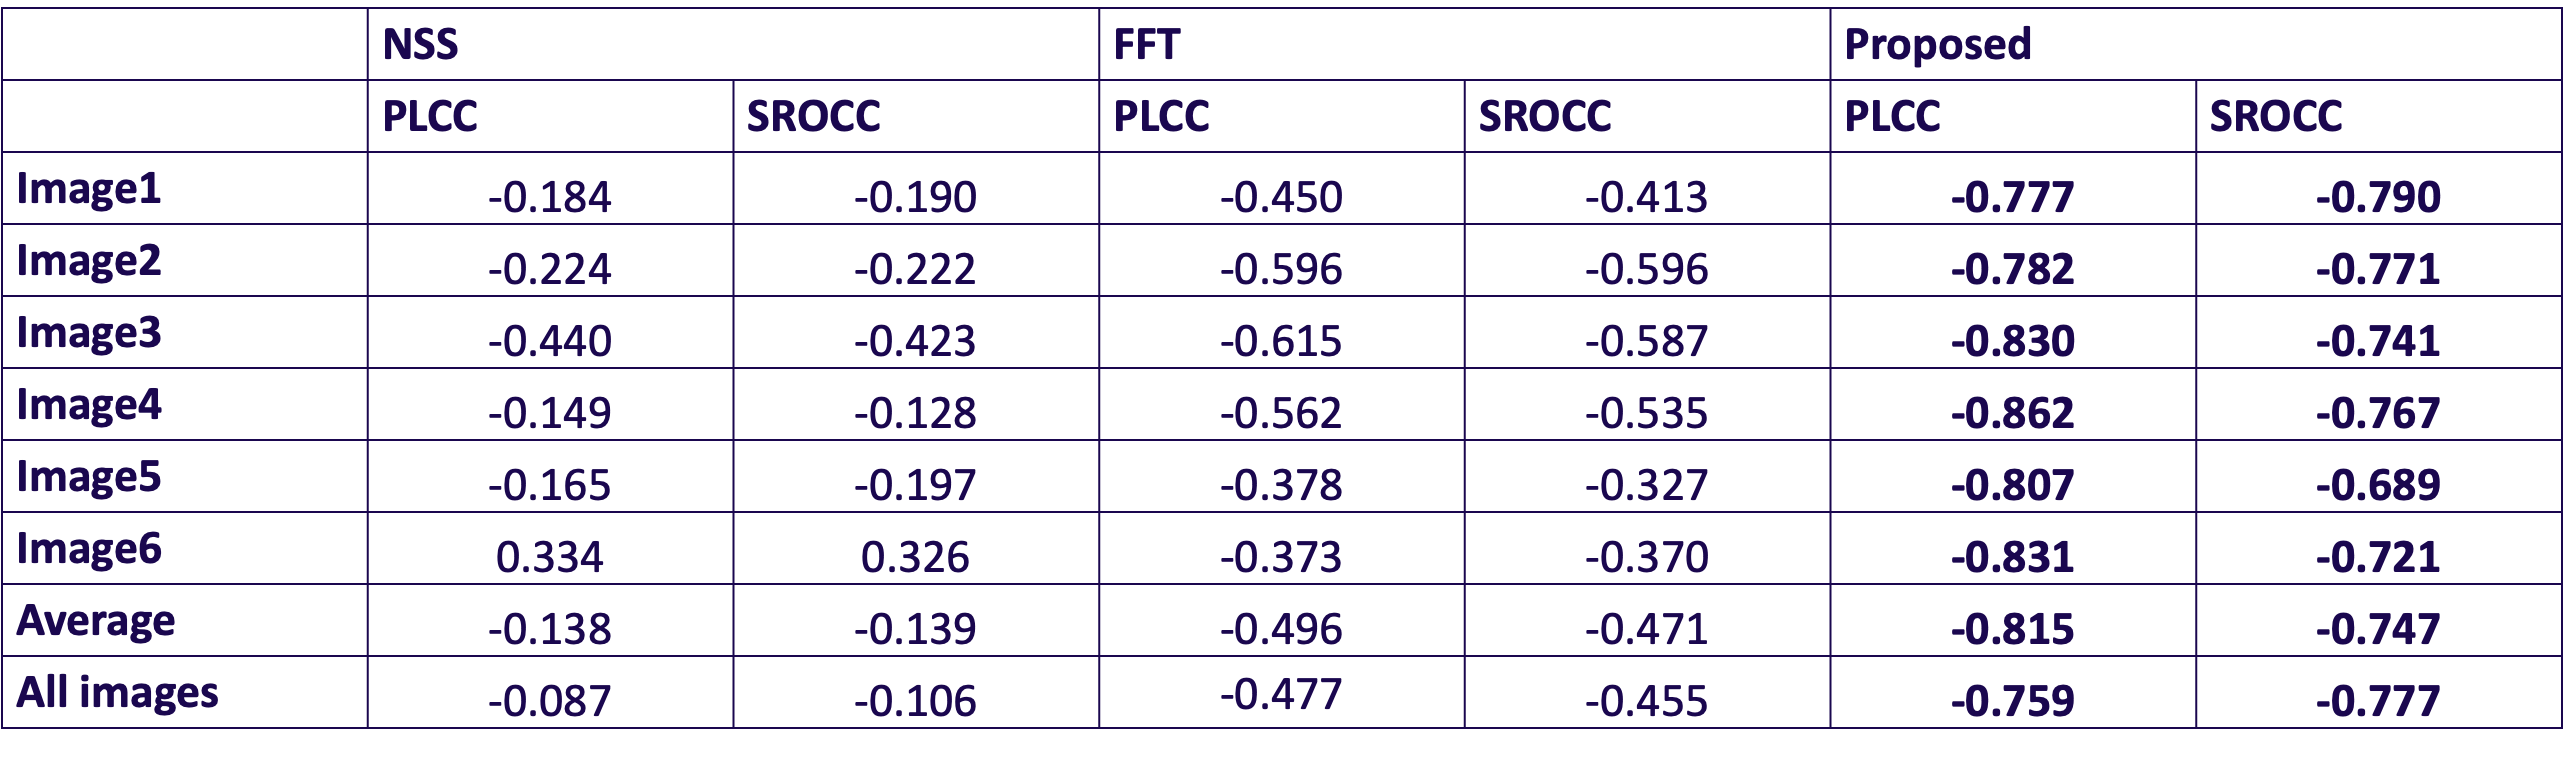 NSS FFT Proposed
PLCC SROCC PLCC SROCC PLCC SROCC
Image1 -0.184 -0.190 -0.450 -0.413 -0.777 -0.790
Image2 -0.224 -0.222 -0.596 -0.596 -0.782 -0.771
Image3 -0.440 -0.423 -0.615 -0.587 -0.830 -0.741
Image4 -0.149 -0.128 -0.562 -0.535 -0.862 -0.767
Image5 -0.165 -0.197 -0.378 -0.327 -0.807 -0.689
Image6 0.334 0.326 -0.373 -0.370 -0.831 -0.721
Average -0.138 -0.139 -0.496 -0.471 -0.815 -0.747
All images -0.087 -0.106 -0.477 -0.455 -0.759 -0.777